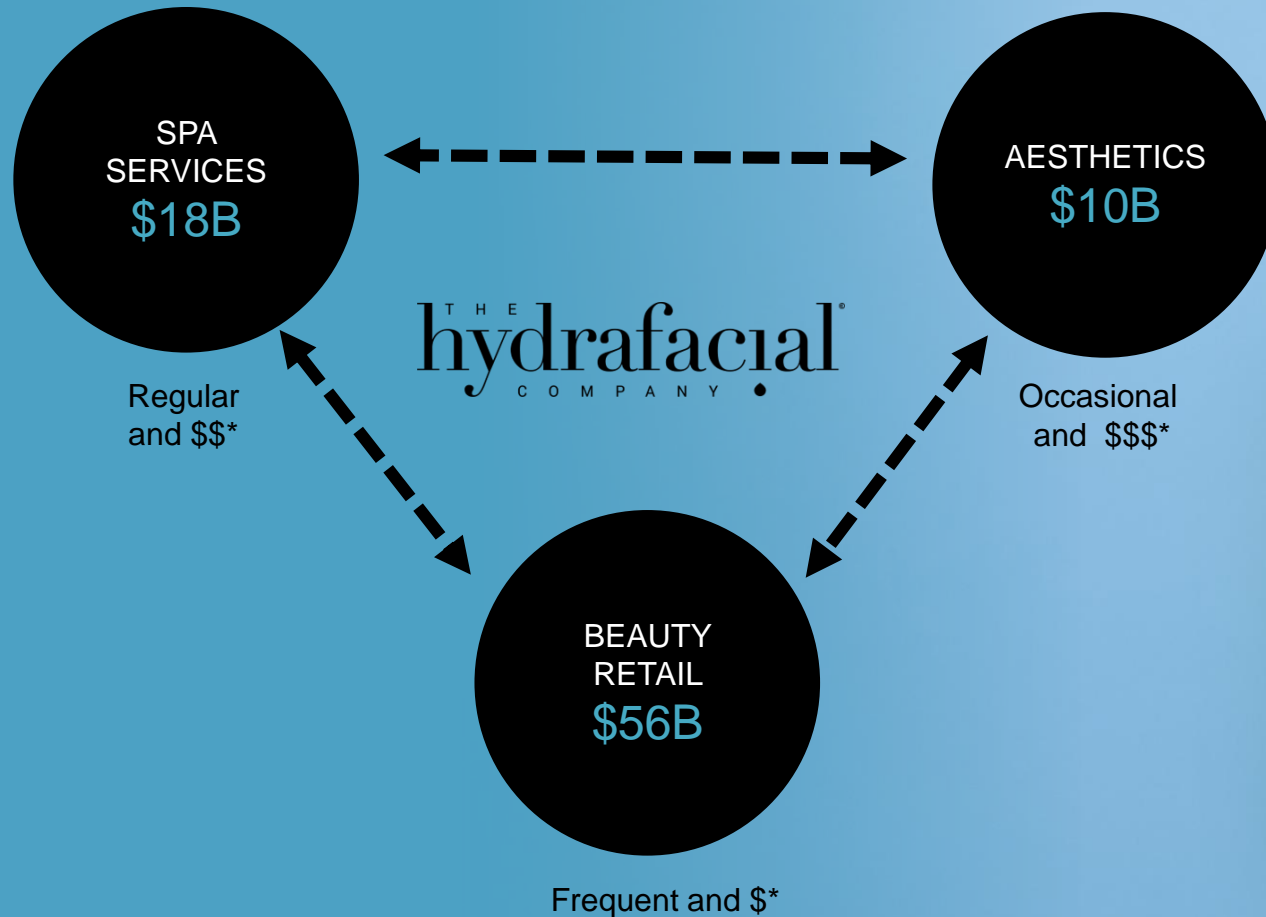 SPA
SERVICES
$18B
AESTHETICS
$10B
THE
hydrafacial®
COMPANY
Regular
and $$*
Occasional
and $$$*
BEAUTY
RETAIL
$56B
Frequent and $*